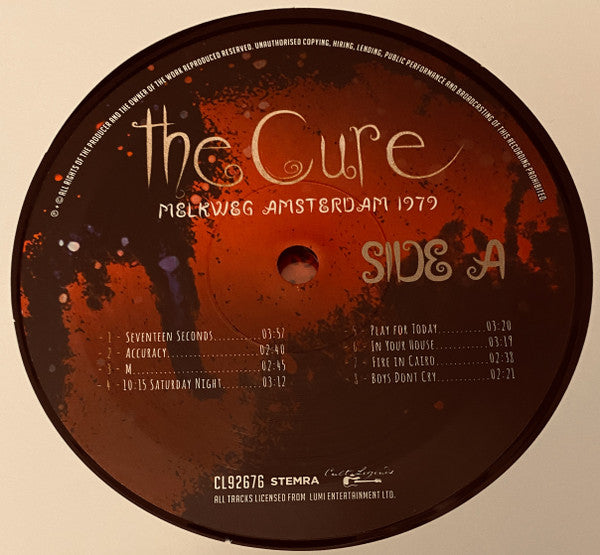 ℗ • © ALL RIGHTS OF THE PRODUCER AND THE OWNER OF THE WORK REPRODUCED RESERVED. UNAUTHORISED COPYING, HIRING, LENDING, PUBLIC PERFORMANCE AND BROADCASTING OF THIS RECORDING PROHIBITED.
the Cure
MELKWEG AMSTERDAM 1979
SIDE A
- 1 - SEVENTEEN SECONDS...........03:52
- 2 - ACCURACY......................02:40
- 3 - M..............................02:45
- 4 - 10:15 SATURDAY NIGHT.........03:12
- 5 - PLAY FOR TODAY...........03:20
- 6 - IN YOUR HOUSE............03:19
- 7 - FIRE IN CAIRO.............02:38
- 8 - BOYS DONT CRY............02:21
CL92676 STEMRA Cult Legends
ALL TRACKS LICENSED FROM LUMI ENTERTAINMENT LTD.